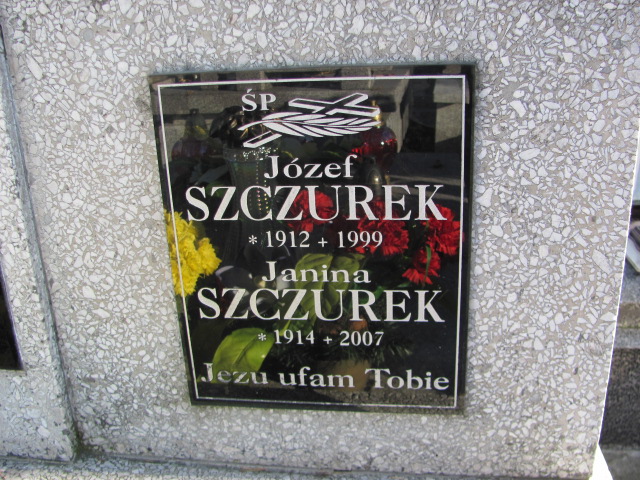 ŚP
Józef
SZCZUREK
* 1912 + 1999
Janina
SZCZUREK
* 1914 + 2007
Jezu ufam Tobie